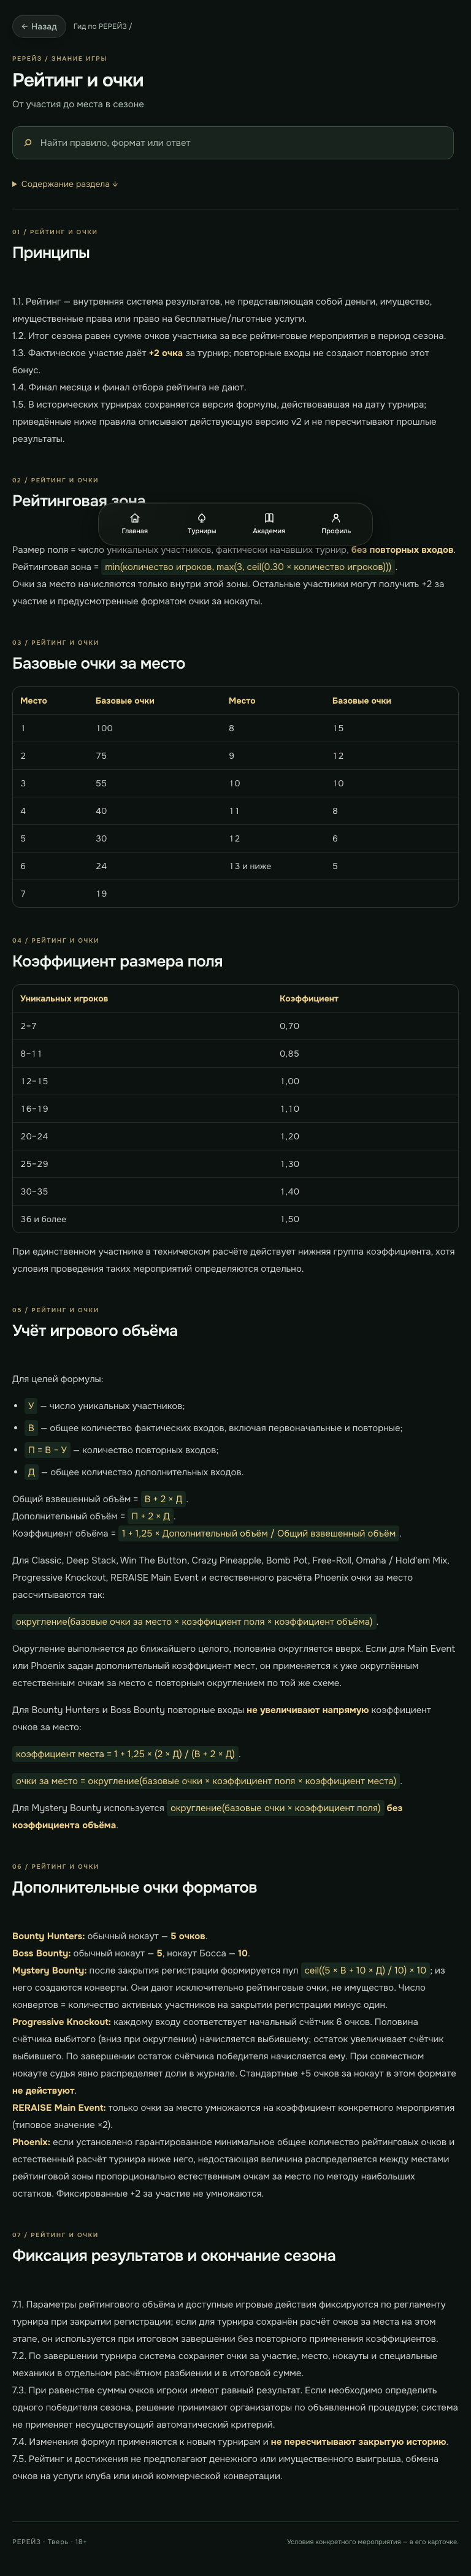 ← Назад Гид по РЕРЕЙЗ /
РЕРЕЙЗ / ЗНАНИЕ ИГРЫ
Рейтинг и очки
От участия до места в сезоне
Найти правило, формат или ответ
▶ Содержание раздела ↓
01 / РЕЙТИНГ И ОЧКИ
Принципы
1.1. Рейтинг — внутренняя система результатов, не представляющая собой деньги, имущество,
имущественные права или право на бесплатные/льготные услуги.
1.2. Итог сезона равен сумме очков участника за все рейтинговые мероприятия в период сезона.
1.3. Фактическое участие даёт +2 очка за турнир; повторные входы не создают повторно этот
бонус.
1.4. Финал месяца и финал отбора рейтинга не дают.
1.5. В исторических турнирах сохраняется версия формулы, действовавшая на дату турнира;
приведённые ниже правила описывают действующую версию v2 и не пересчитывают прошлые
результаты.
02 / РЕЙТИНГ И ОЧКИ
Рейтинговая зона
Главная Турниры Академия Профиль
Размер поля = число уникальных участников, фактически начавших турнир, без повторных входов.
Рейтинговая зона = min(количество игроков, max(3, ceil(0.30 × количество игроков))).
Очки за место начисляются только внутри этой зоны. Остальные участники могут получить +2 за
участие и предусмотренные форматом очки за нокауты.
03 / РЕЙТИНГ И ОЧКИ
Базовые очки за место
Место Базовые очки Место Базовые очки
1 100 8 15
2 75 9 12
3 55 10 10
4 40 11 8
5 30 12 6
6 24 13 и ниже 5
7 19
04 / РЕЙТИНГ И ОЧКИ
Коэффициент размера поля
Уникальных игроков Коэффициент
2–7 0,70
8–11 0,85
12–15 1,00
16–19 1,10
20–24 1,20
25–29 1,30
30–35 1,40
36 и более 1,50
При единственном участнике в техническом расчёте действует нижняя группа коэффициента, хотя
условия проведения таких мероприятий определяются отдельно.
05 / РЕЙТИНГ И ОЧКИ
Учёт игрового объёма
Для целей формулы:
• У — число уникальных участников;
• В — общее количество фактических входов, включая первоначальные и повторные;
• П = В − У — количество повторных входов;
• Д — общее количество дополнительных входов.
Общий взвешенный объём = В + 2 × Д.
Дополнительный объём = П + 2 × Д.
Коэффициент объёма = 1 + 1,25 × Дополнительный объём / Общий взвешенный объём.
Для Classic, Deep Stack, Win The Button, Crazy Pineapple, Bomb Pot, Free-Roll, Omaha / Hold'em Mix,
Progressive Knockout, RERAISE Main Event и естественного расчёта Phoenix очки за место
рассчитываются так:
округление(базовые очки за место × коэффициент поля × коэффициент объёма).
Округление выполняется до ближайшего целого, половина округляется вверх. Если для Main Event
или Phoenix задан дополнительный коэффициент мест, он применяется к уже округлённым
естественным очкам за место с повторным округлением по той же схеме.
Для Bounty Hunters и Boss Bounty повторные входы не увеличивают напрямую коэффициент
очков за место:
коэффициент места = 1 + 1,25 × (2 × Д) / (В + 2 × Д).
очки за место = округление(базовые очки × коэффициент поля × коэффициент места).
Для Mystery Bounty используется округление(базовые очки × коэффициент поля) без
коэффициента объёма.
06 / РЕЙТИНГ И ОЧКИ
Дополнительные очки форматов
Bounty Hunters: обычный нокаут — 5 очков.
Boss Bounty: обычный нокаут — 5, нокаут Босса — 10.
Mystery Bounty: после закрытия регистрации формируется пул ceil((5 × В + 10 × Д) / 10) × 10; из
него создаются конверты. Они дают исключительно рейтинговые очки, не имущество. Число
конвертов = количество активных участников на закрытии регистрации минус один.
Progressive Knockout: каждому входу соответствует начальный счётчик 6 очков. Половина
счётчика выбитого (вниз при округлении) начисляется выбившему; остаток увеличивает счётчик
выбившего. По завершении остаток счётчика победителя начисляется ему. При совместном
нокауте судья явно распределяет доли в журнале. Стандартные +5 очков за нокаут в этом формате
не действуют.
RERAISE Main Event: только очки за место умножаются на коэффициент конкретного мероприятия
(типовое значение ×2).
Phoenix: если установлено гарантированное минимальное общее количество рейтинговых очков и
естественный расчёт турнира ниже него, недостающая величина распределяется между местами
рейтинговой зоны пропорционально естественным очкам за место по методу наибольших
остатков. Фиксированные +2 за участие не умножаются.
07 / РЕЙТИНГ И ОЧКИ
Фиксация результатов и окончание сезона
7.1. Параметры рейтингового объёма и доступные игровые действия фиксируются по регламенту
турнира при закрытии регистрации; если для турнира сохранён расчёт очков за места на этом
этапе, он используется при итоговом завершении без повторного применения коэффициентов.
7.2. По завершении турнира система сохраняет очки за участие, место, нокауты и специальные
механики в отдельном расчётном разбиении и в итоговой сумме.
7.3. При равенстве суммы очков игроки имеют равный результат. Если необходимо определить
одного победителя сезона, решение принимают организаторы по объявленной процедуре; система
не применяет несуществующий автоматический критерий.
7.4. Изменения формул применяются к новым турнирам и не пересчитывают закрытую историю.
7.5. Рейтинг и достижения не предполагают денежного или имущественного выигрыша, обмена
очков на услуги клуба или иной коммерческой конвертации.
РЕРЕЙЗ · Тверь · 18+ Условия конкретного мероприятия — в его карточке.